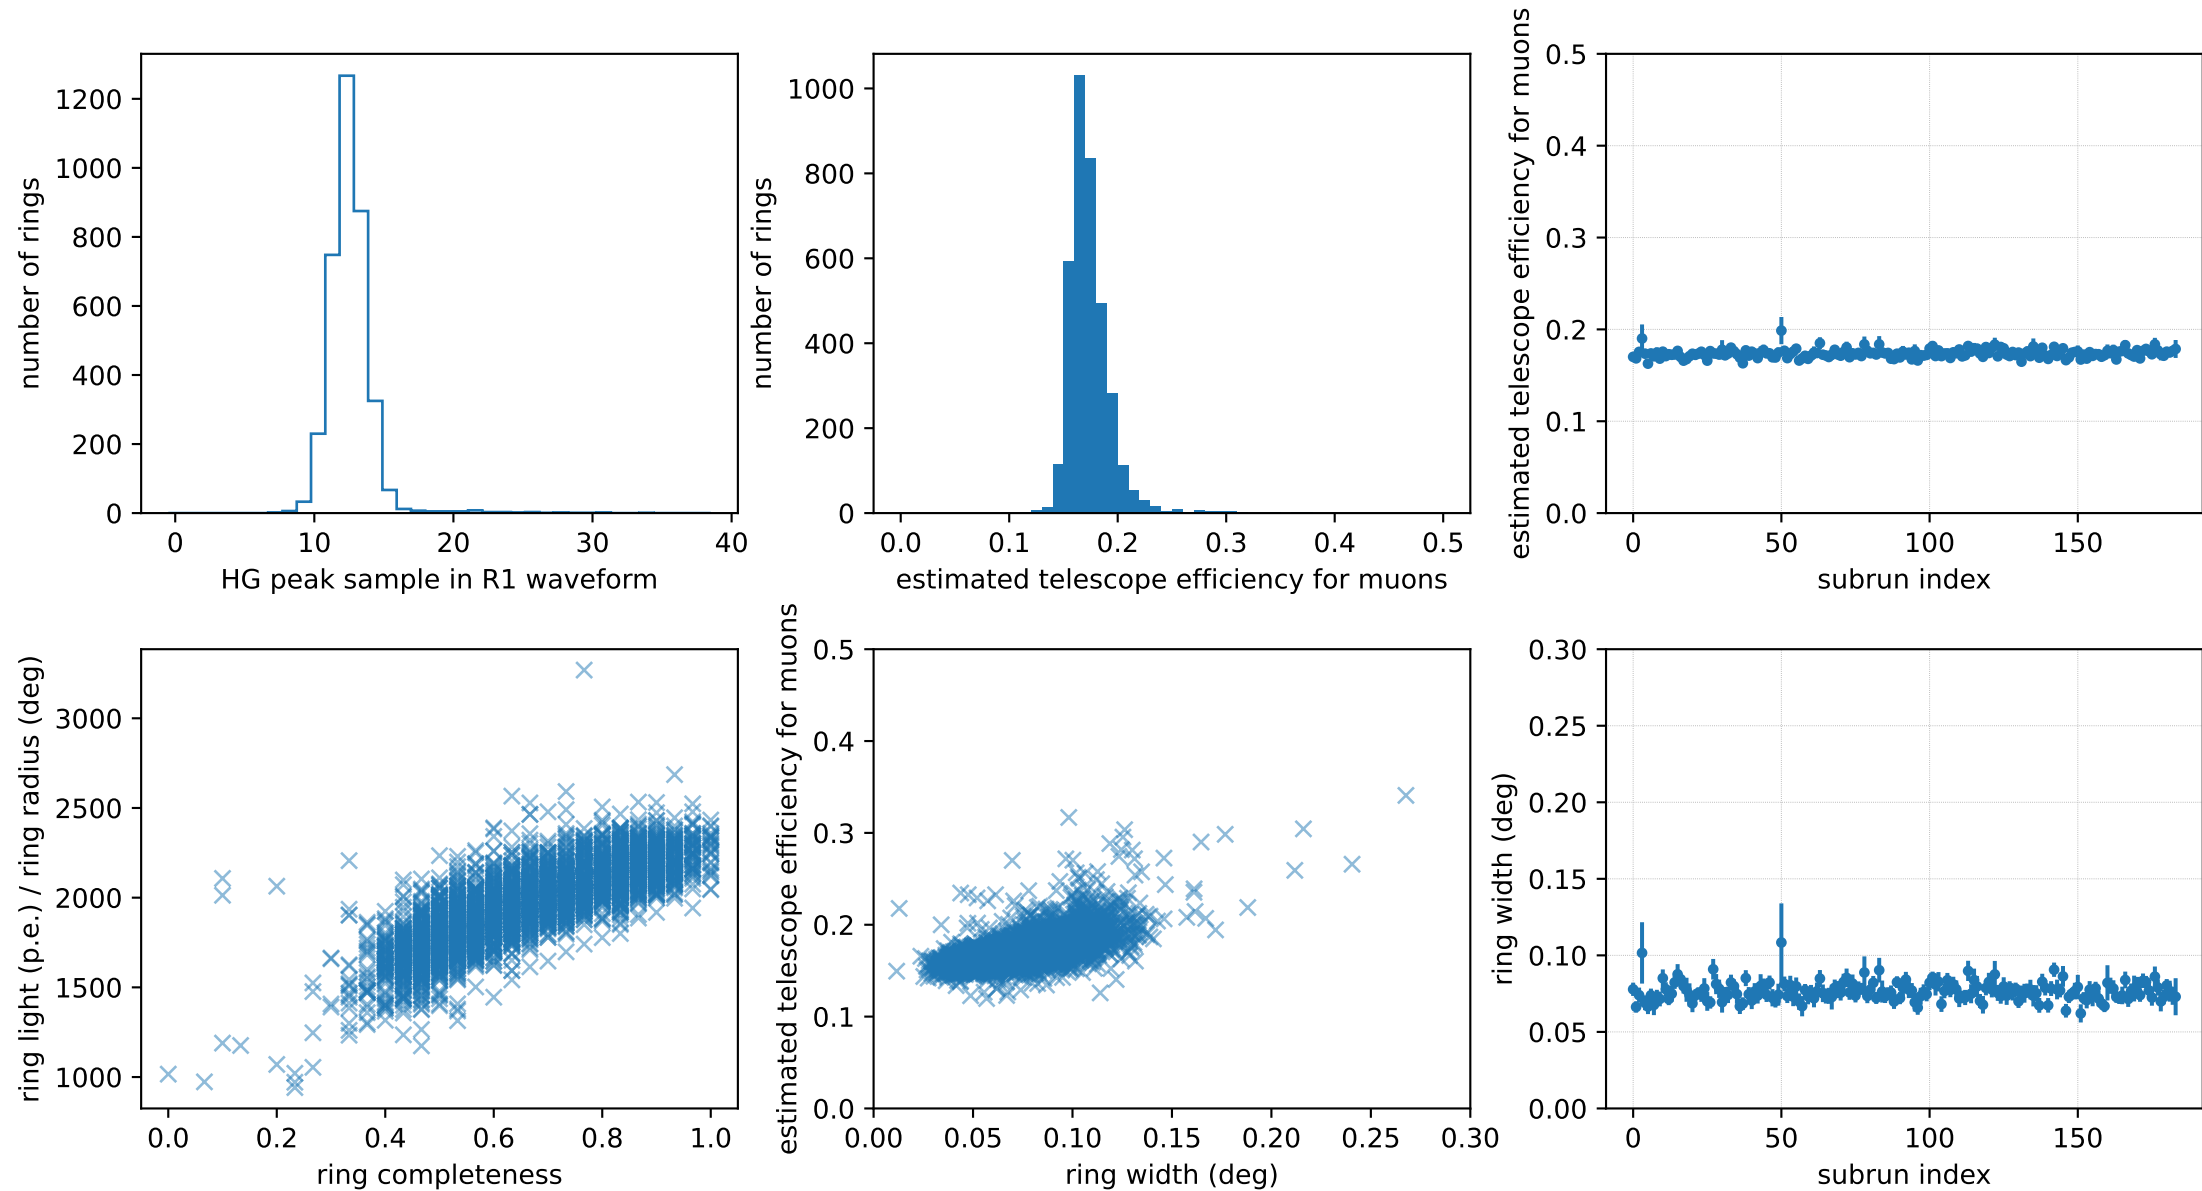 number of rings
1200
1000
800
600
400
200
0
0 10 20 30 40
HG peak sample in R1 waveform
number of rings
1000
800
600
400
200
0
0.0 0.1 0.2 0.3 0.4 0.5
estimated telescope efficiency for muons
estimated telescope efficiency for muons
0.5
0.4
0.3
0.2
0.1
0.0
0 50 100 150
subrun index
ring light (p.e.) / ring radius (deg)
3000
2500
2000
1500
1000
0.0 0.2 0.4 0.6 0.8 1.0
ring completeness
estimated telescope efficiency for muons
0.5
0.4
0.3
0.2
0.1
0.0
0.00 0.05 0.10 0.15 0.20 0.25 0.30
ring width (deg)
ring width (deg)
0.30
0.25
0.20
0.15
0.10
0.05
0.00
0 50 100 150
subrun index